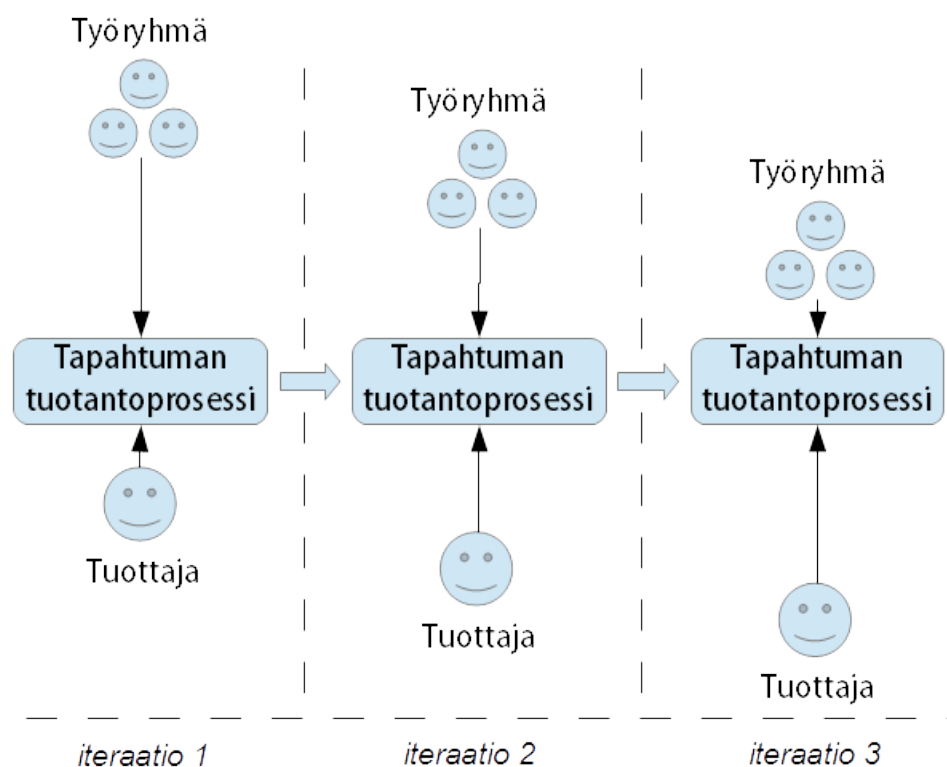 Työryhmä
Tapahtuman
tuotantoprosessi
Tuottaja
iteraatio 1
Työryhmä
Tapahtuman
tuotantoprosessi
Tuottaja
iteraatio 2
Työryhmä
Tapahtuman
tuotantoprosessi
Tuottaja
iteraatio 3